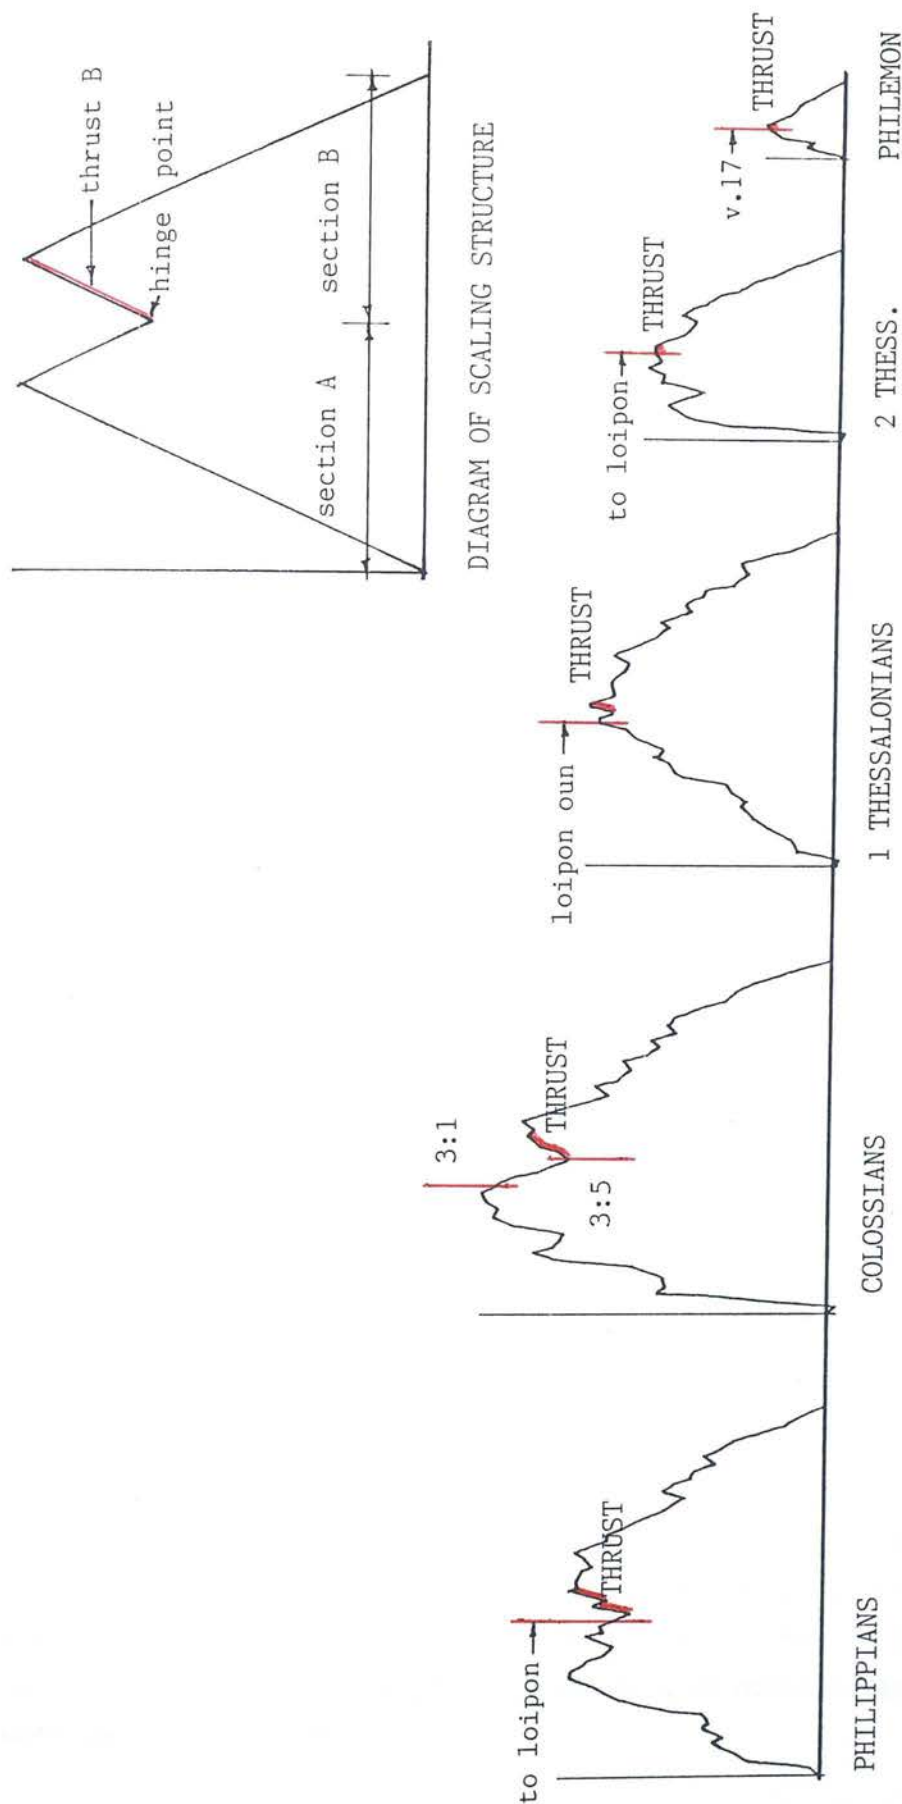 thrust B
hinge point
section A
section B
DIAGRAM OF SCALING STRUCTURE
to loipon
THRUST
PHILIPPIANS
3:1
THRUST
3:5
COLOSSIANS
loipon oun
THRUST
1 THESSALONIANS
to loipon
THRUST
2 THESS.
v.17
THRUST
PHILEMON